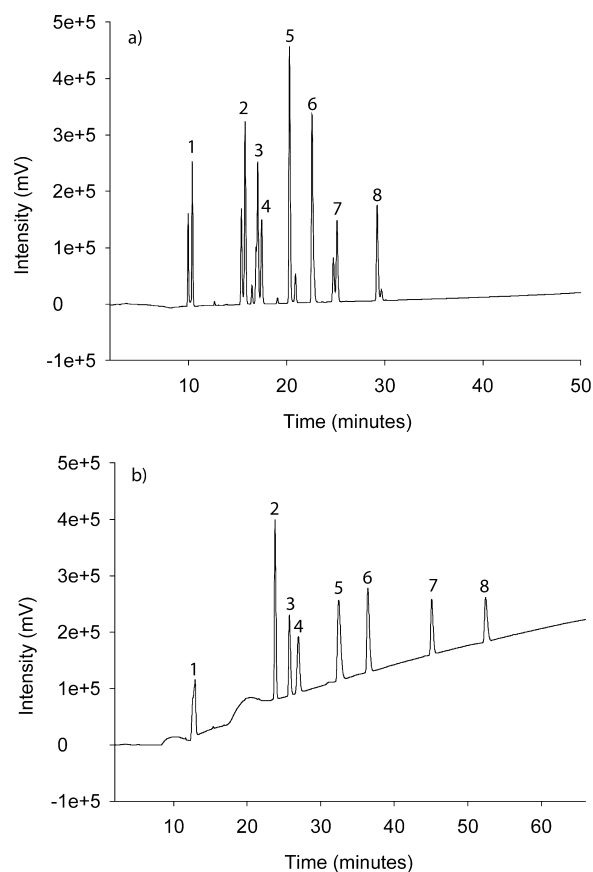 5e+5
a)
5
4e+5
2
6
3e+5
1
3
2e+5
4
7
8
1e+5
0
-1e+5
Intensity (mV)
10 20 30 40 50
Time (minutes)
5e+5
b)
2
4e+5
3e+5
3
4
5
6
7
8
2e+5
1
1e+5
0
-1e+5
Intensity (mV)
10 20 30 40 50 60
Time (minutes)